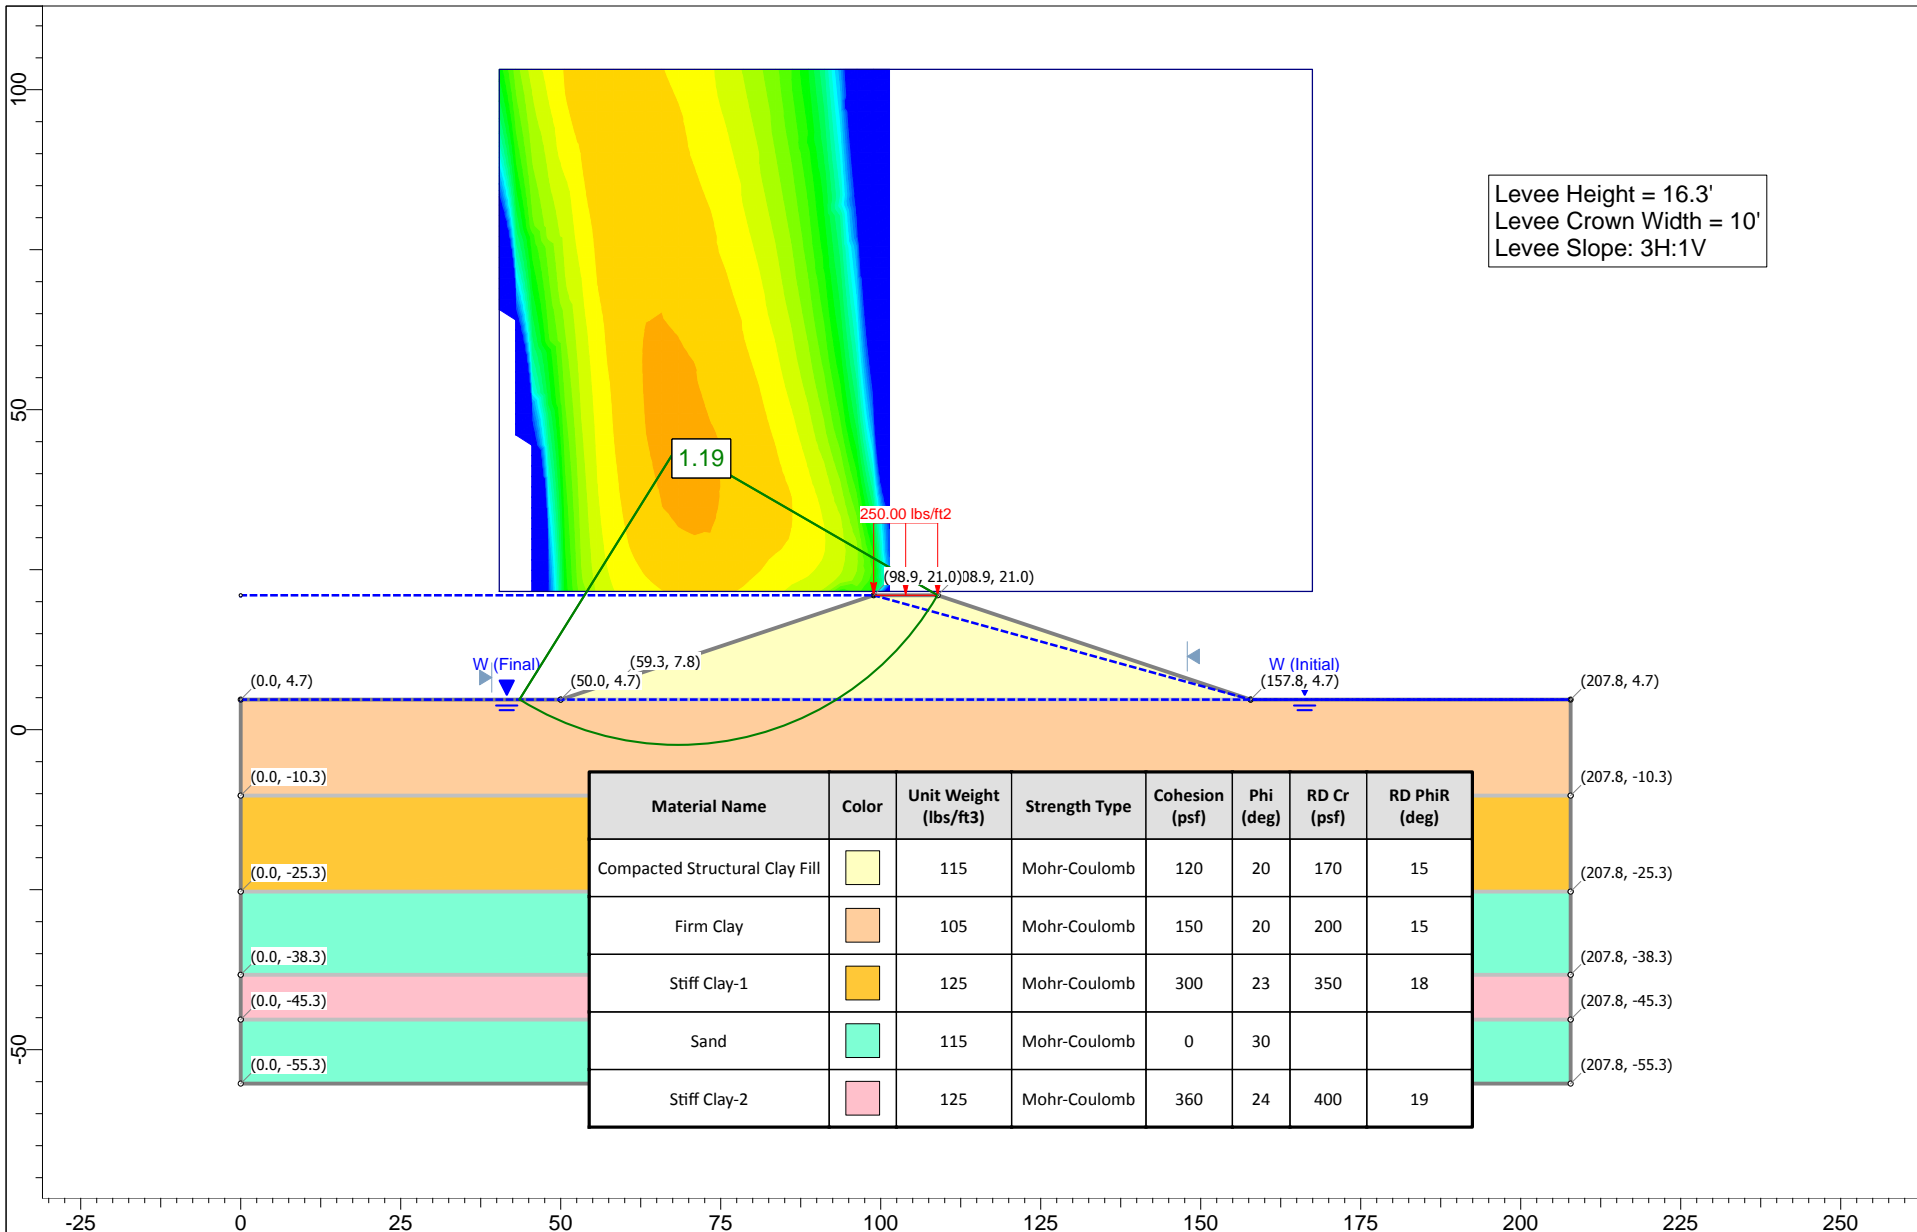 100
50
0
-50
Levee Height = 16.3'
Levee Crown Width = 10'
Levee Slope: 3H:1V
1.19
250.00 lbs/ft2
(98.9, 21.0)
08.9, 21.0)
W (Final)
(59.3, 7.8)
W (Initial)
(0.0, 4.7)
(50.0, 4.7)
(157.8, 4.7)
(207.8, 4.7)
(0.0, -10.3)
(207.8, -10.3)
(0.0, -25.3)
(207.8, -25.3)
(0.0, -38.3)
(207.8, -38.3)
(0.0, -45.3)
(207.8, -45.3)
(0.0, -55.3)
(207.8, -55.3)
Material Name Color Unit Weight (lbs/ft3) Strength Type Cohesion (psf) Phi (deg) RD Cr (psf) RD PhiR (deg)
Compacted Structural Clay Fill 115 Mohr-Coulomb 120 20 170 15
Firm Clay 105 Mohr-Coulomb 150 20 200 15
Stiff Clay-1 125 Mohr-Coulomb 300 23 350 18
Sand 115 Mohr-Coulomb 0 30
Stiff Clay-2 125 Mohr-Coulomb 360 24 400 19
-25 0 25 50 75 100 125 150 175 200 225 250